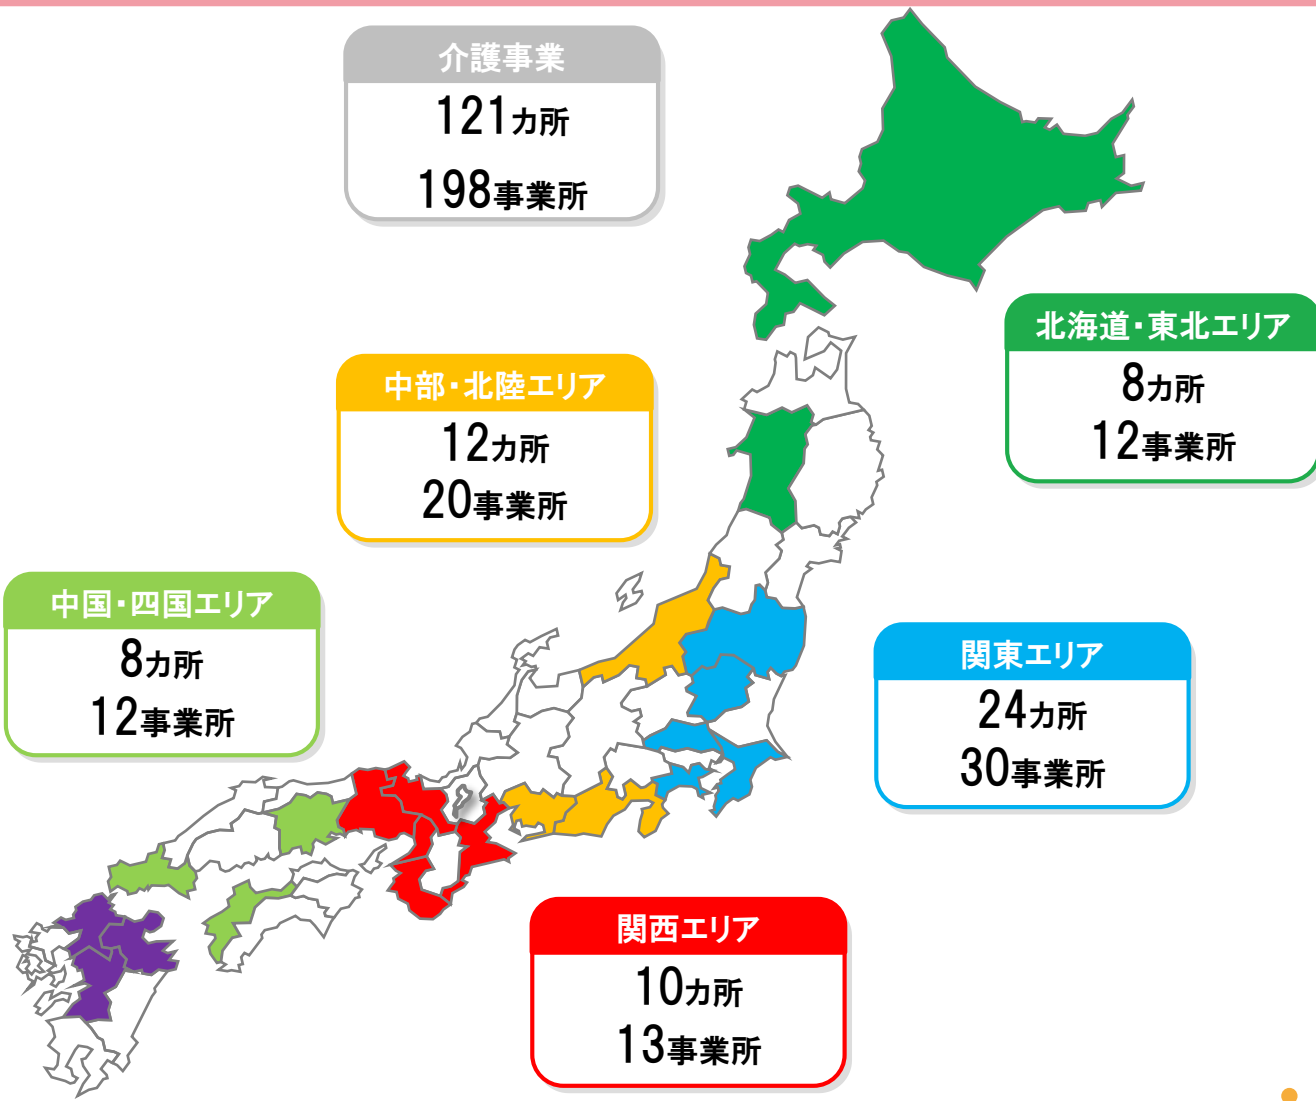 介護事業
121カ所
198事業所
北海道・東北エリア
8カ所
12事業所
中部・北陸エリア
12カ所
20事業所
中国・四国エリア
8カ所
12事業所
関東エリア
24カ所
30事業所
関西エリア
10カ所
13事業所